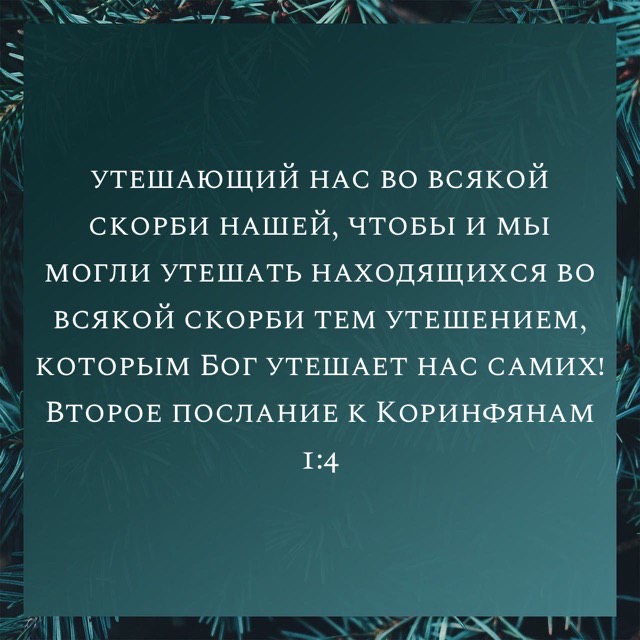 утешающий нас во всякой
скорби нашей, чтобы и мы
могли утешать находящихся во
всякой скорби тем утешением,
которым Бог утешает нас самих!
Второе послание к Коринфянам
1:4